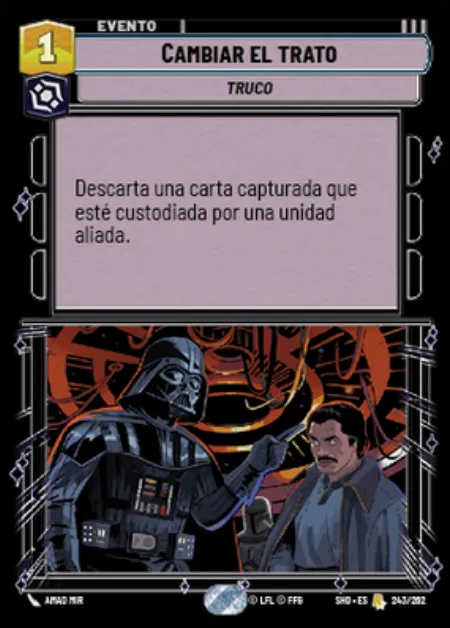 EVENTO
1
CAMBIAR EL TRATO
TRUCO
Descarta una carta capturada que
esté custodiada por una unidad
aliada.
AMAD MIR
© LFL © FFG
SHD • ES
243/262